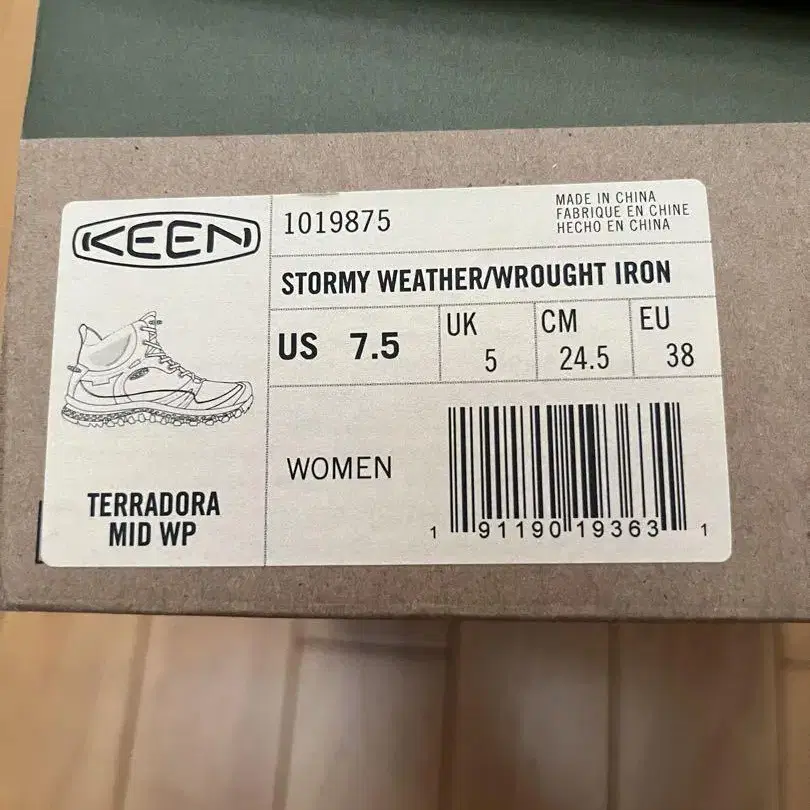 KEEN
1019875
MADE IN CHINA
FABRIQUE EN CHINE
HECHO EN CHINA
STORMY WEATHER/WROUGHT IRON
US 7.5
UK 5
CM 24.5
EU 38
WOMEN
TERRADORA
MID WP
1 91190 19363 1